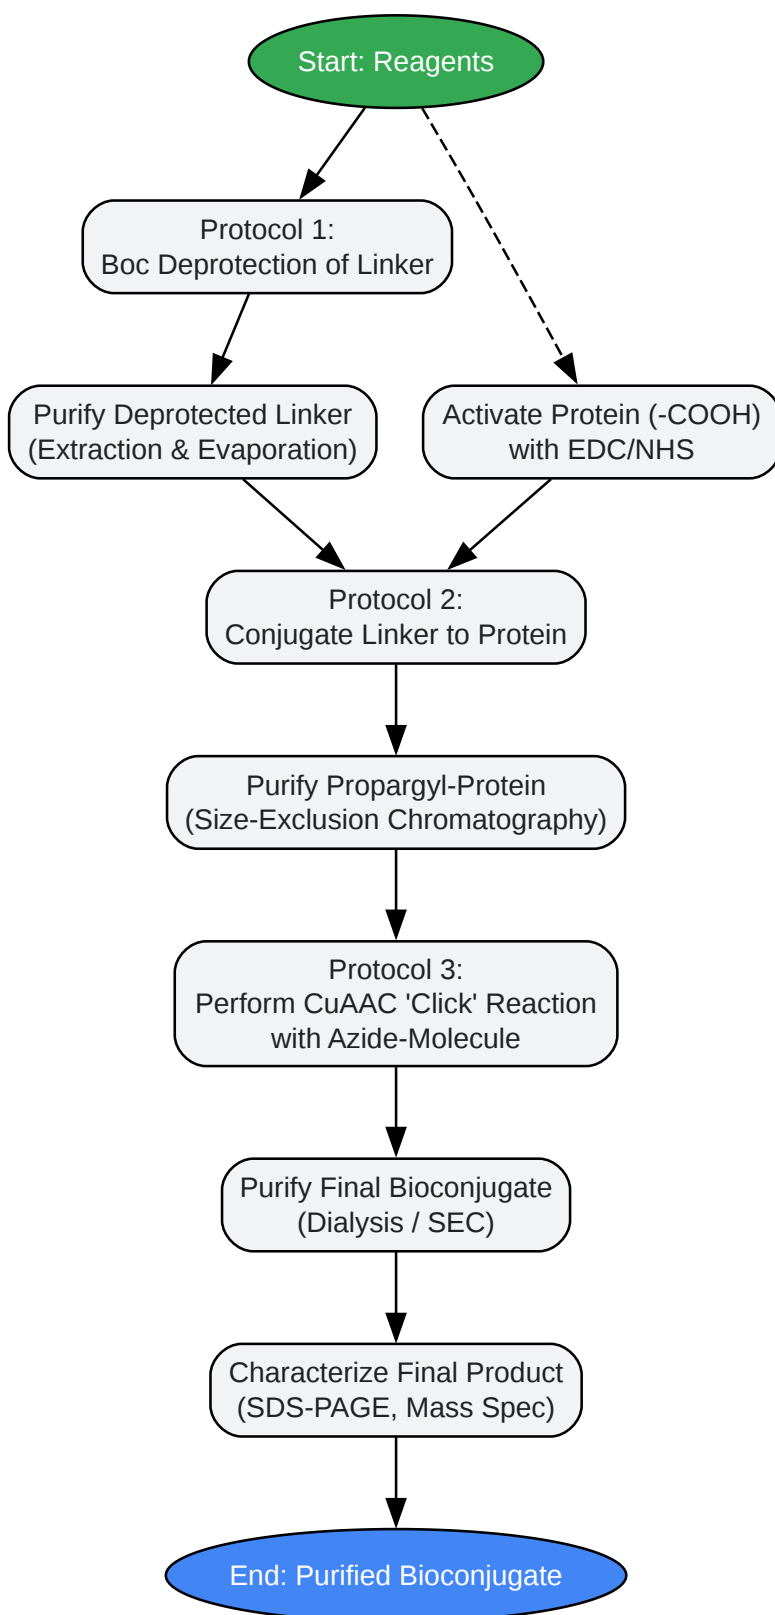 Start: Reagents
Protocol 1:
Boc Deprotection of Linker
Purify Deprotected Linker
(Extraction & Evaporation)
Activate Protein (-COOH)
with EDC/NHS
Protocol 2:
Conjugate Linker to Protein
Purify Propargyl-Protein
(Size-Exclusion Chromatography)
Protocol 3:
Perform CuAAC 'Click' Reaction
with Azide-Molecule
Purify Final Bioconjugate
(Dialysis / SEC)
Characterize Final Product
(SDS-PAGE, Mass Spec)
End: Purified Bioconjugate